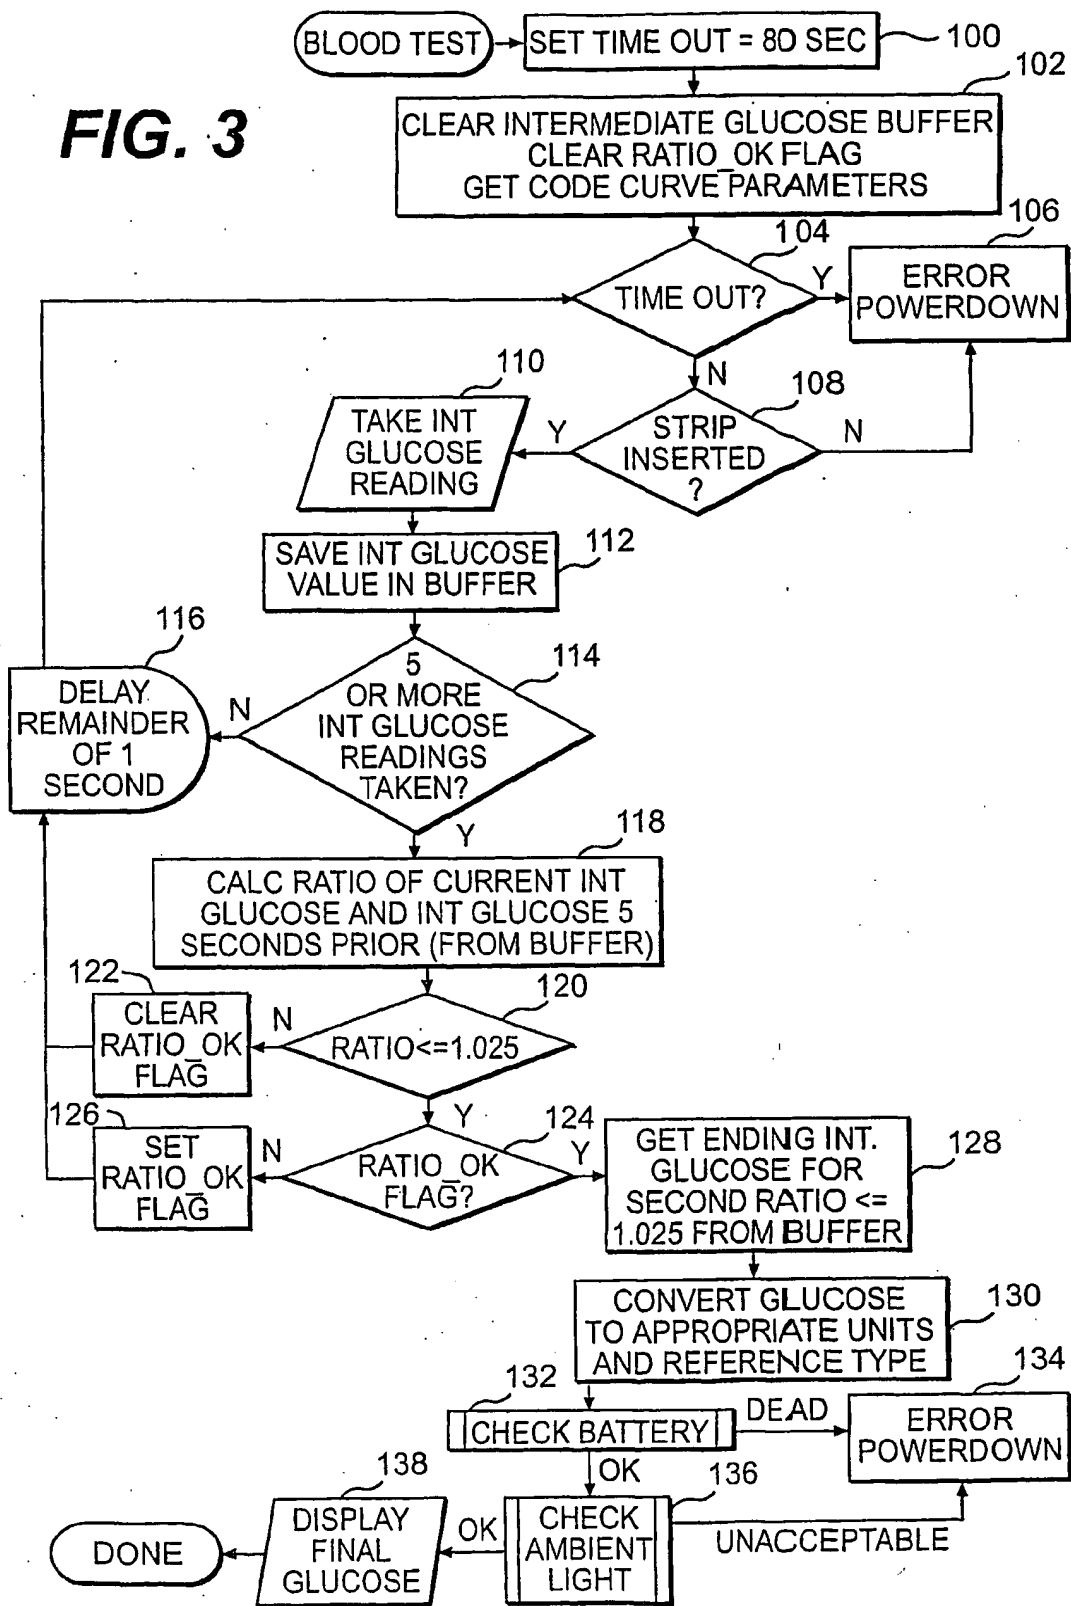 BLOOD TEST
SET TIME OUT = 80 SEC
100
102
FIG. 3
CLEAR INTERMEDIATE GLUCOSE BUFFER
CLEAR RATIO_OK FLAG
GET CODE CURVE PARAMETERS
104
106
TIME OUT?
Y
ERROR
POWERDOWN
N
108
110
TAKE INT
GLUCOSE
READING
Y
STRIP
INSERTED
?
N
SAVE INT GLUCOSE
VALUE IN BUFFER
112
116
DELAY
REMAINDER
OF 1
SECOND
N
5
OR MORE
INT GLUCOSE
READINGS
TAKEN?
114
Y
118
CALC RATIO OF CURRENT INT
GLUCOSE AND INT GLUCOSE 5
SECONDS PRIOR (FROM BUFFER)
122
CLEAR
RATIO_OK
FLAG
N
RATIO<=1.025
120
Y
126
SET
RATIO_OK
FLAG
N
RATIO_OK
FLAG?
124
Y
GET ENDING INT.
GLUCOSE FOR
SECOND RATIO <=
1.025 FROM BUFFER
128
CONVERT GLUCOSE
TO APPROPRIATE UNITS
AND REFERENCE TYPE
130
132
CHECK BATTERY
DEAD
134
ERROR
POWERDOWN
OK
136
CHECK
AMBIENT
LIGHT
UNACCEPTABLE
OK
138
DISPLAY
FINAL
GLUCOSE
DONE